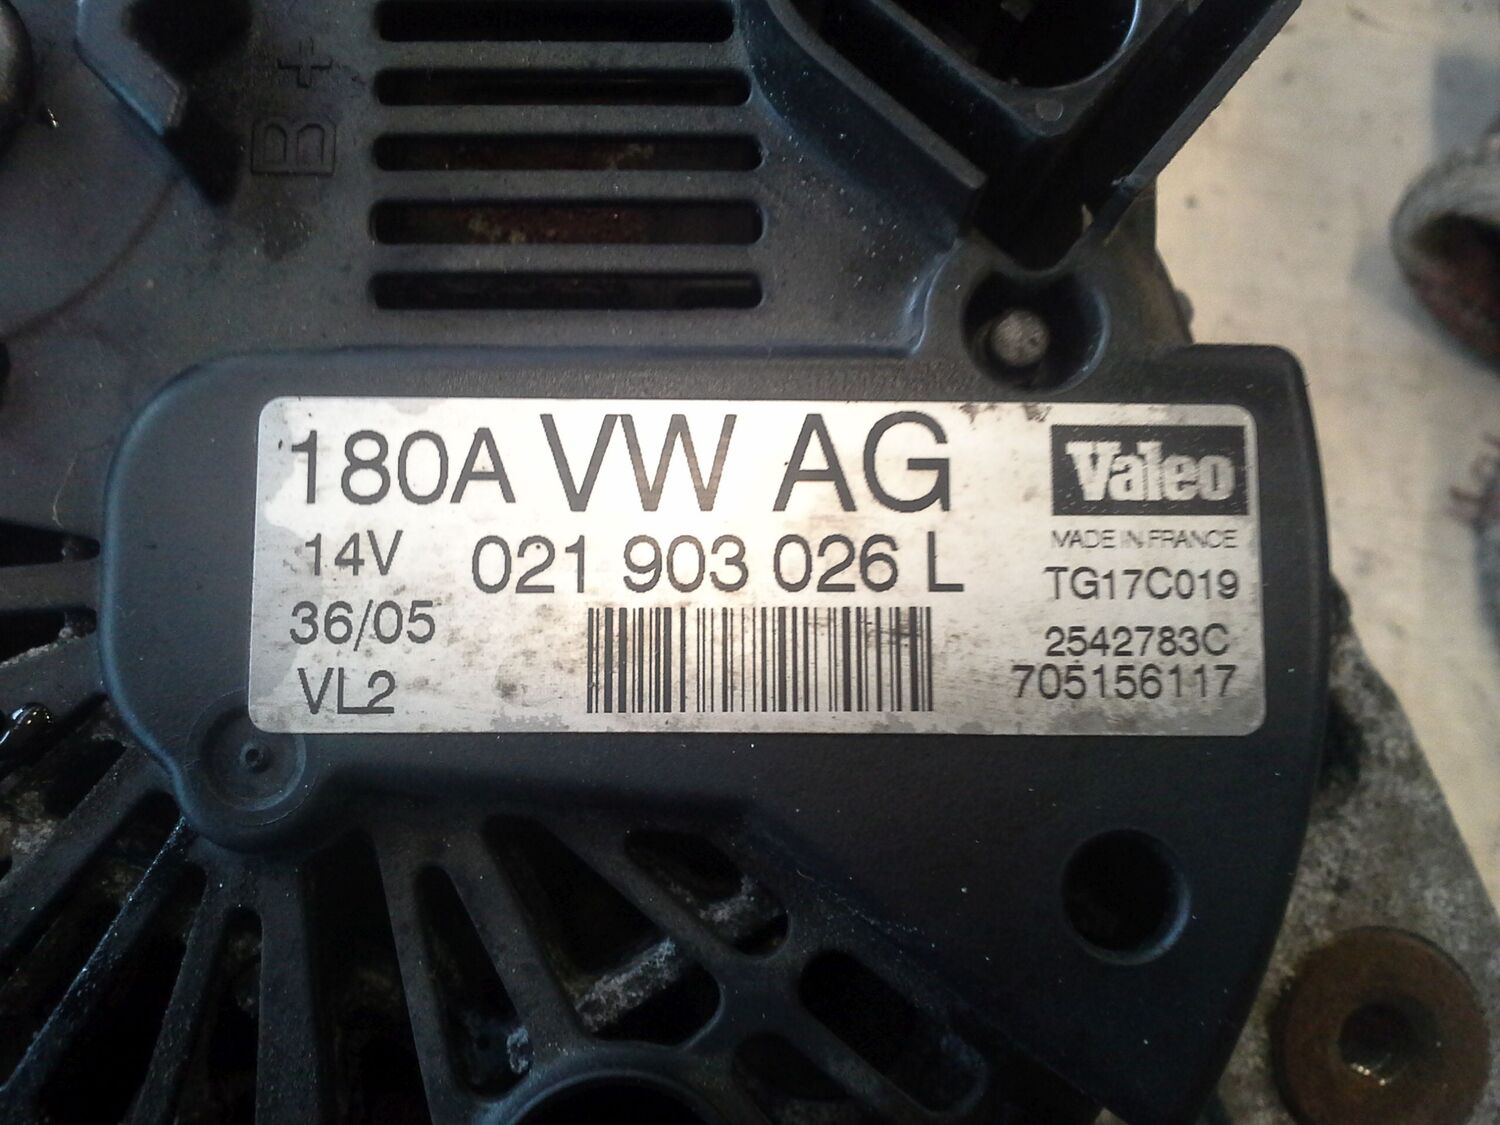 B+
180A VW AG
Valeo
14V
021 903 026 L
MADE IN FRANCE
TG17C019
36/05
2542783C
VL2
705156117